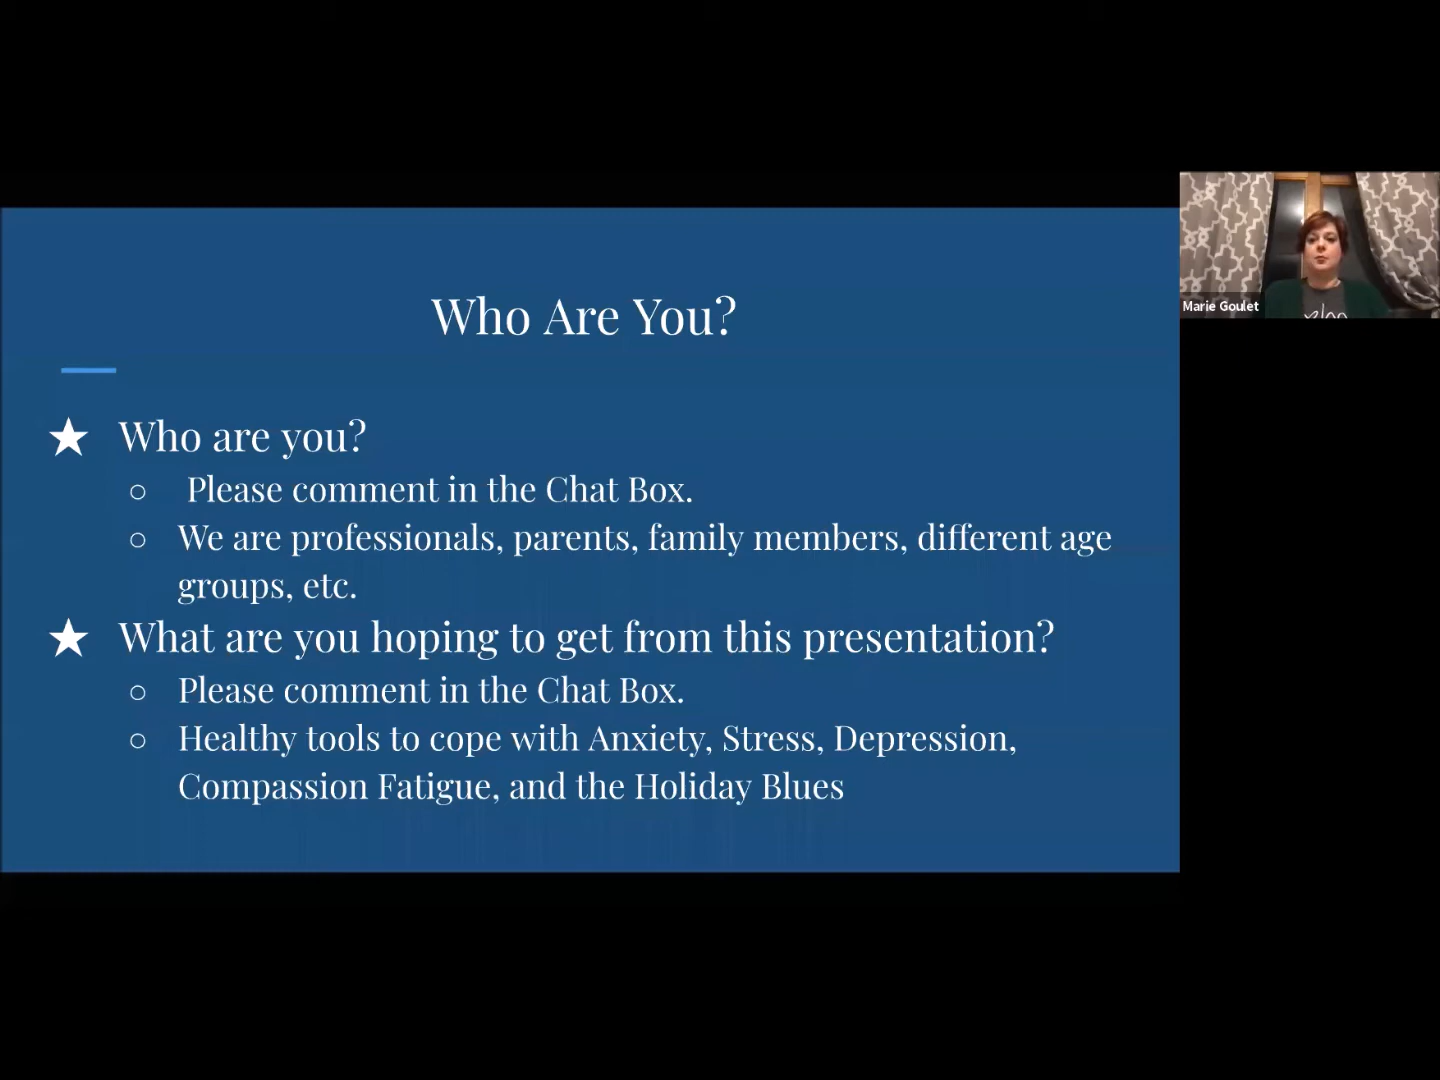 Who Are You?
★ Who are you?
○ Please comment in the Chat Box.
○ We are professionals, parents, family members, different age
groups, etc.
★ What are you hoping to get from this presentation?
○ Please comment in the Chat Box.
○ Healthy tools to cope with Anxiety, Stress, Depression,
Compassion Fatigue, and the Holiday Blues
Marie Goulet